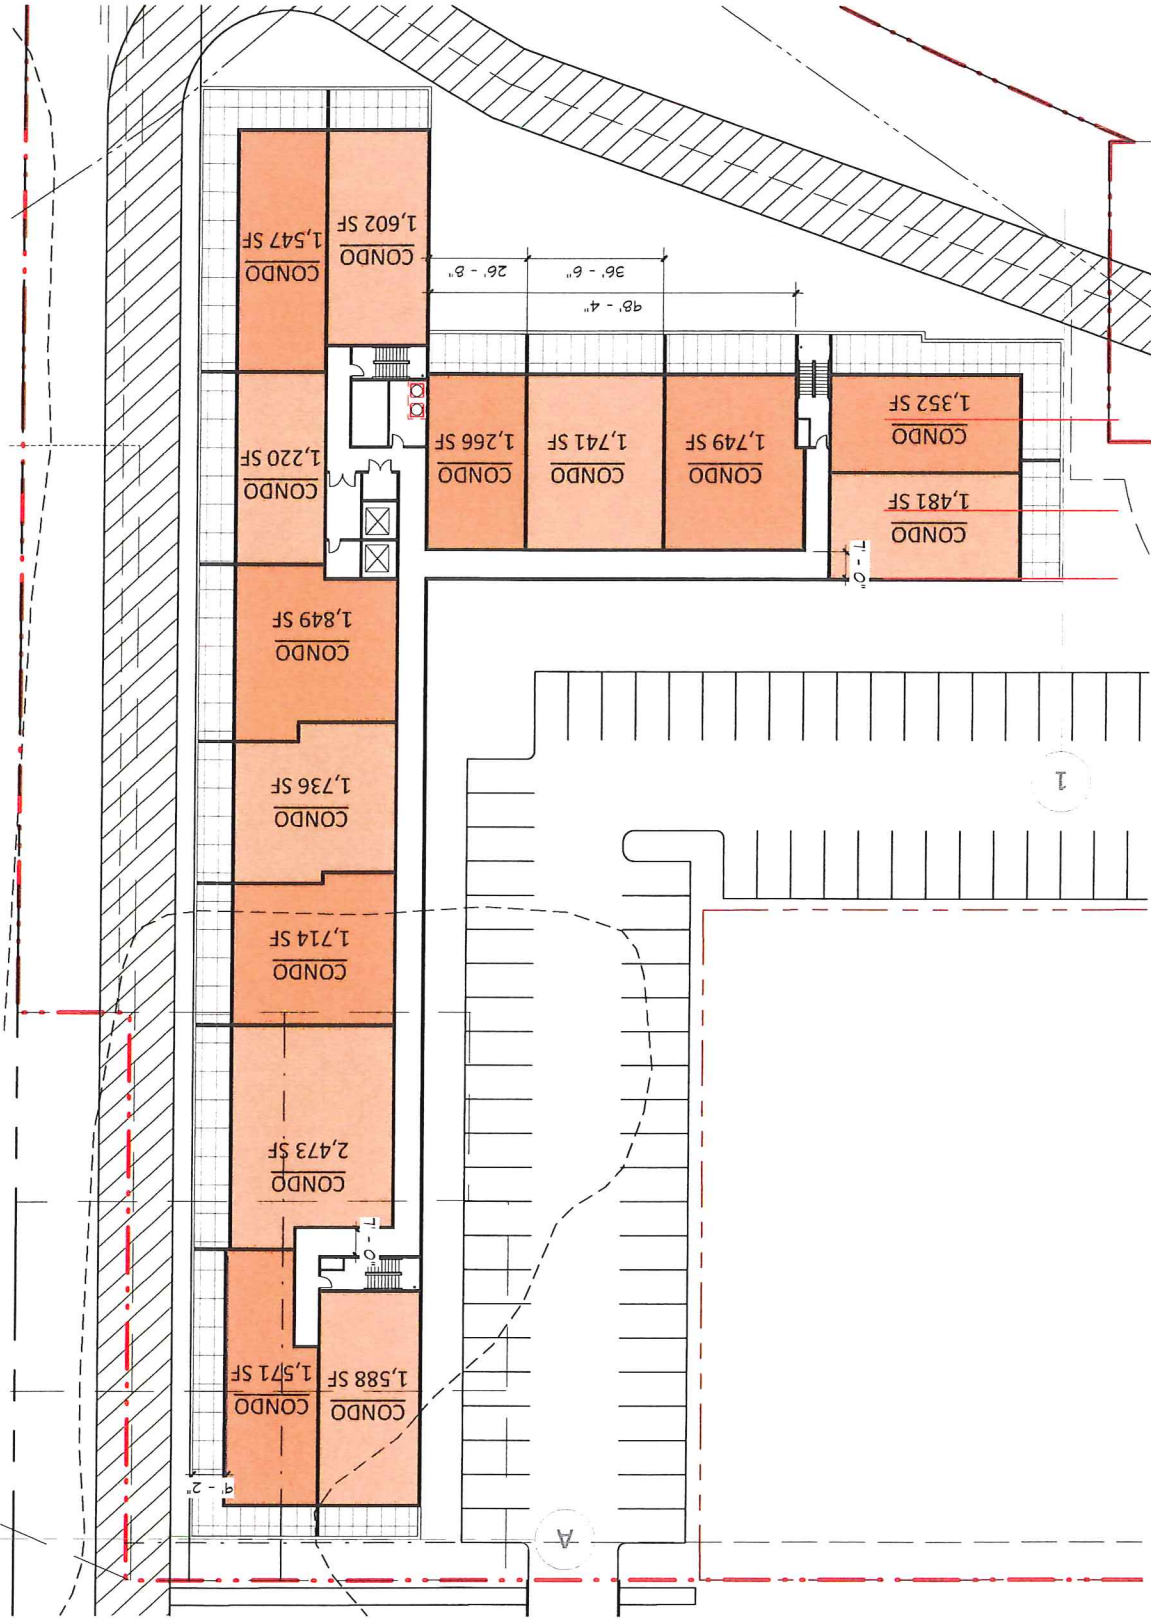 A
9' - 2"
CONDO
1,588 SF
CONDO
1,571 SF
7' - 0"
CONDO
2,473 SF
CONDO
1,714 SF
CONDO
1,736 SF
1
CONDO
1,849 SF
7' - 0"
CONDO
1,481 SF
CONDO
1,352 SF
CONDO
1,749 SF
CONDO
1,741 SF
CONDO
1,266 SF
CONDO
1,220 SF
98' - 4"
36' - 6"
26' - 8"
CONDO
1,602 SF
CONDO
1,547 SF